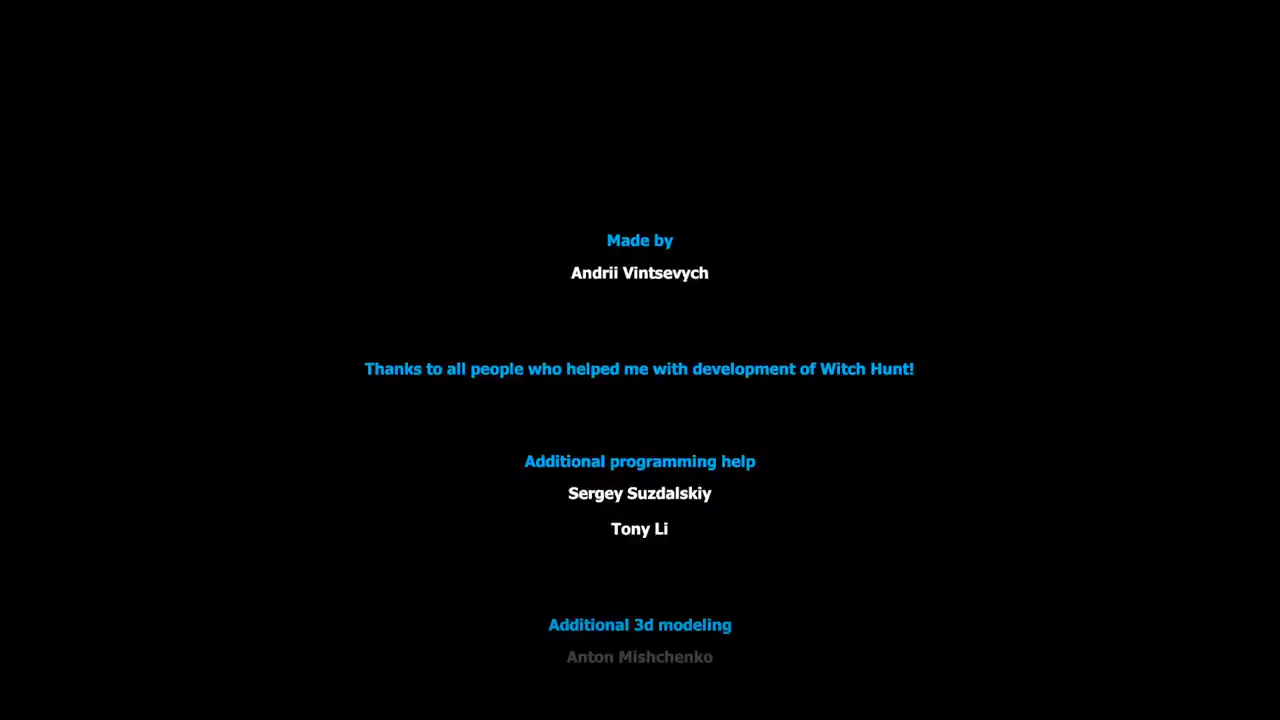 Made by
Andrii Vintsevych
Thanks to all people who helped me with development of Witch Hunt!
Additional programming help
Sergey Suzdalskiy
Tony Li
Additional 3d modeling
Anton Mishchenko